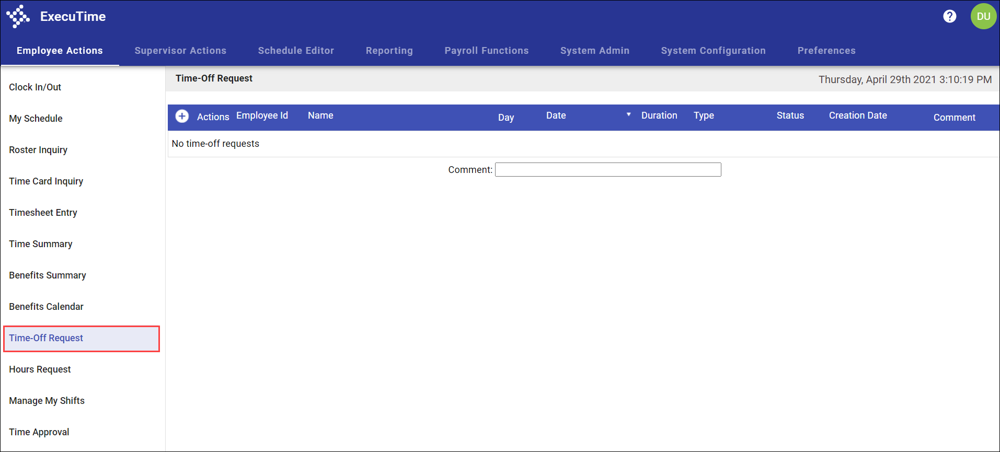 ExecuTime
?
DU
Employee Actions Supervisor Actions Schedule Editor Reporting Payroll Functions System Admin System Configuration Preferences
Time-Off Request
Thursday, April 29th 2021 3:10:19 PM
Clock In/Out
My Schedule
Roster Inquiry
Time Card Inquiry
Timesheet Entry
Time Summary
Benefits Summary
Benefits Calendar
Time-Off Request
Hours Request
Manage My Shifts
Time Approval
Actions Employee Id Name Day Date Duration Type Status Creation Date Comment
No time-off requests
Comment: